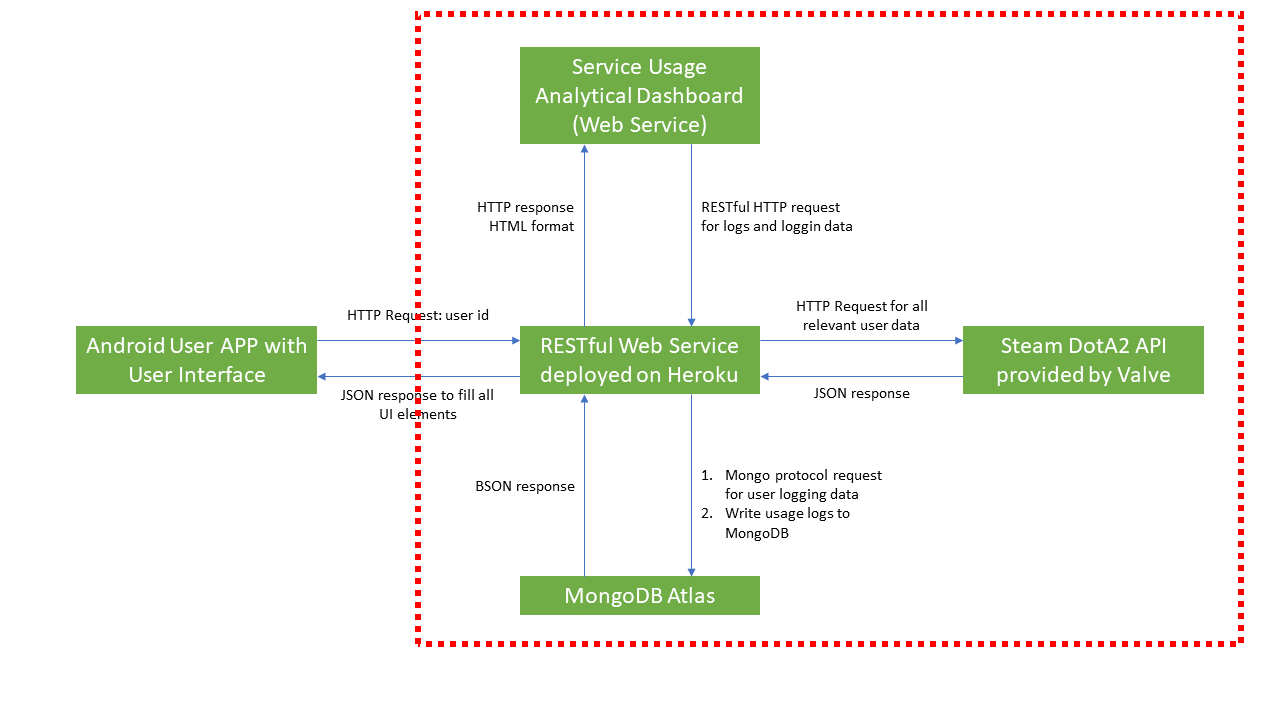 Service Usage
Analytical Dashboard
(Web Service)
HTTP response
HTML format
RESTful HTTP request
for logs and loggin data
HTTP Request: user id
HTTP Request for all
relevant user data
Android User APP with
User Interface
RESTful Web Service
deployed on Heroku
Steam DotA2 API
provided by Valve
JSON response to fill all
UI elements
JSON response
BSON response
1. Mongo protocol request
for user logging data
2. Write usage logs to
MongoDB
MongoDB Atlas